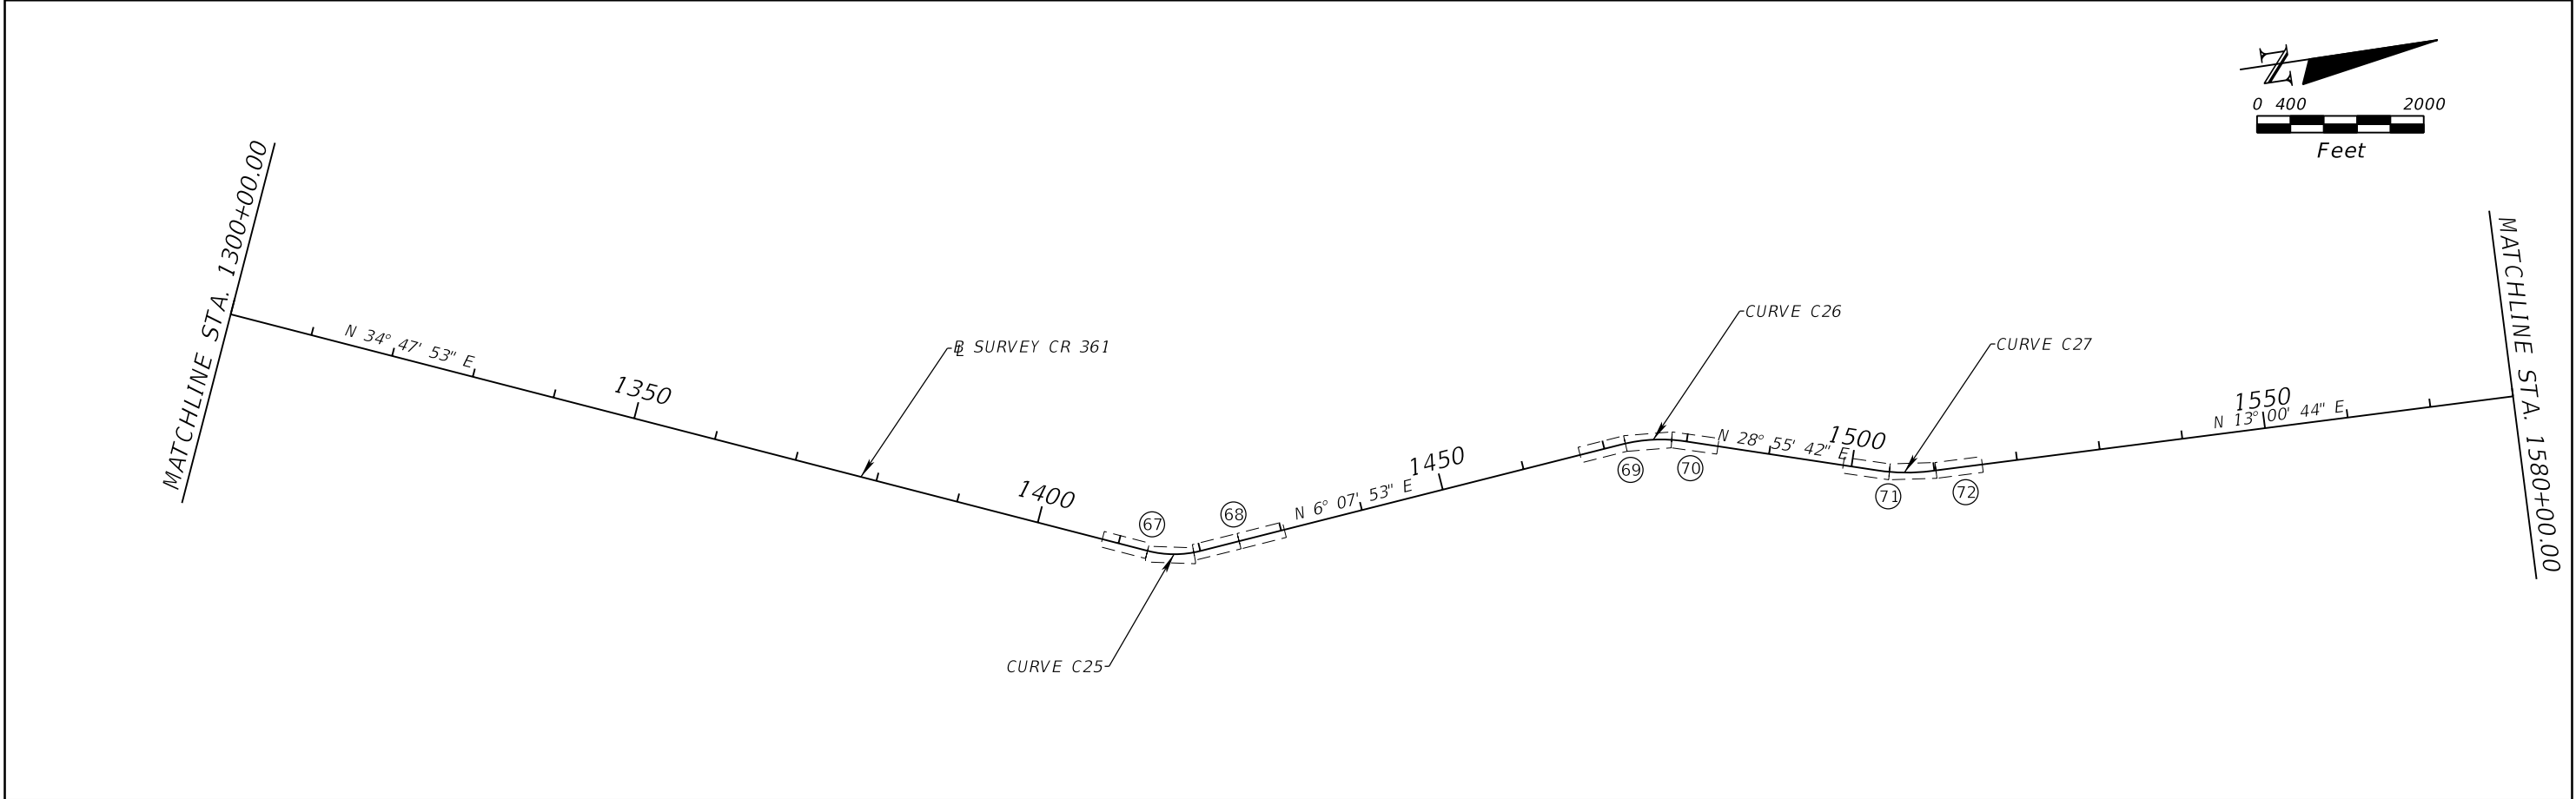 N
0 400 2000
Feet
MATCHLINE STA. 1300+00.00
N 34° 47' 53" E
1350
BL SURVEY CR 361
1400
67
68
CURVE C25
N 6° 07' 53" E
1450
CURVE C26
69
70
N 28° 55' 42" E
1500
CURVE C27
71
72
1550
N 13° 00' 44" E
MATCHLINE STA. 1580+00.00